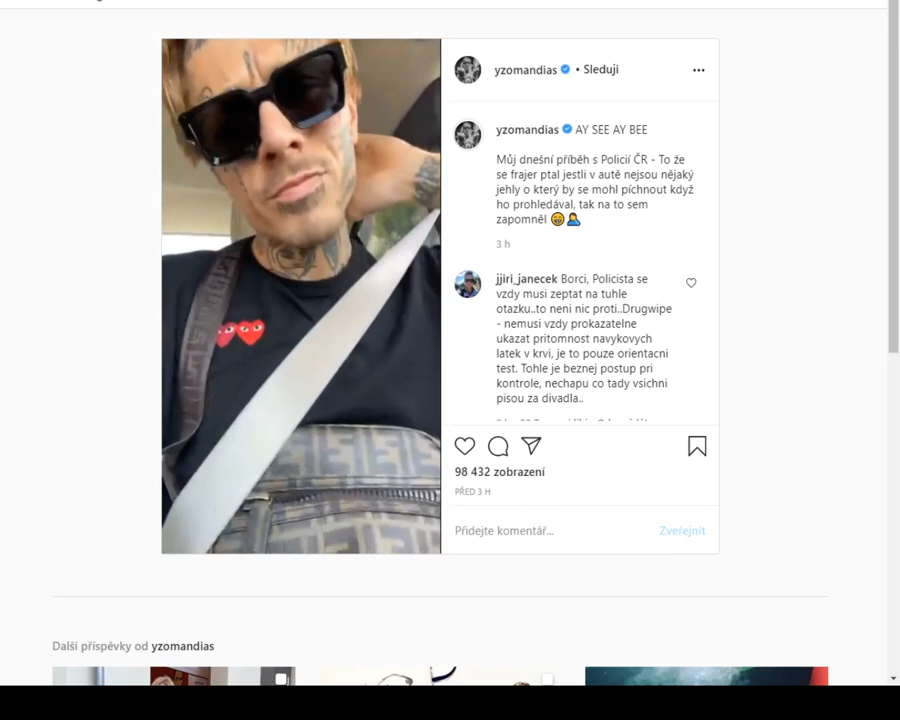 yzomandias • Sleduji
yzomandias AY SEE AY BEE
Můj dnešní příběh s Policií ČR - To že
se frajer ptal jestli v autě nejsou nějaký
jehly o který by se mohl píchnout když
ho prohledával, tak na to sem
zapomněl 😁🤦‍♂️
3 h
jjiri_janecek Borci, Policista se
vzdy musi zeptat na tuhle
otazku..to neni nic proti..Drugwipe
- nemusi vzdy prokazatelne
ukazat pritomnost navykovych
latek v krvi, je to pouze orientacni
test. Tohle je beznej postup pri
kontrole, nechapu co tady vsichni
pisou za divadla..
98 432 zobrazení
PŘED 3 H
Přidejte komentář... Zveřejnit
Další příspěvky od yzomandias